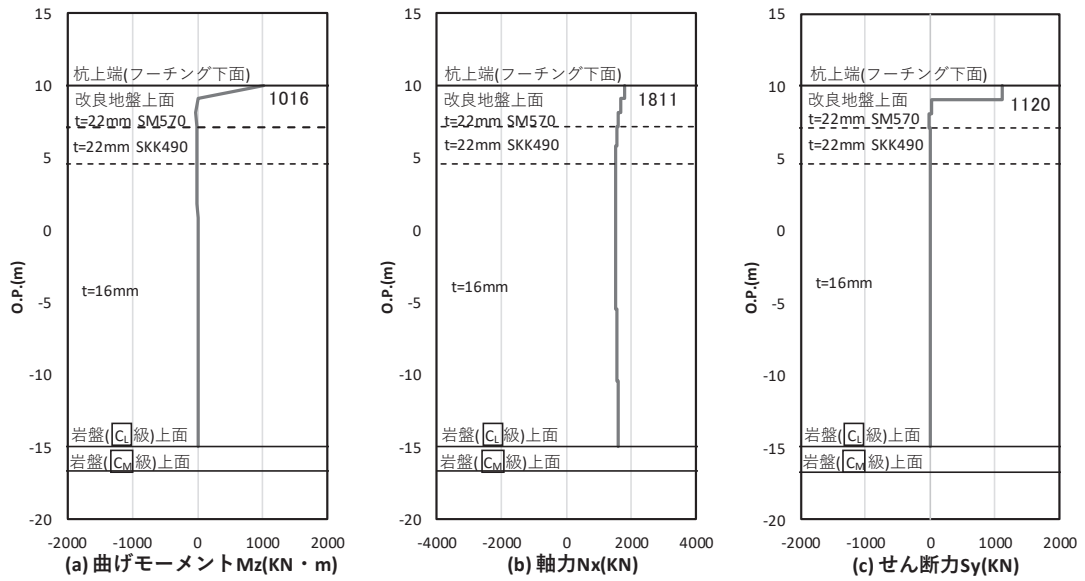 15
10
5
0
-5
-10
-15
-20
O.P.(m)
杭上端(フーチング下面)
改良地盤上面
1016
t=22mm SM570
t=22mm SKK490
t=16mm
岩盤(CL級)上面
岩盤(CM級)上面
-2000 -1000 0 1000 2000
(a) 曲げモーメントMz(KN・m)
15
10
5
0
-5
-10
-15
-20
O.P.(m)
杭上端(フーチング下面)
改良地盤上面
1811
t=22mm SM570
t=22mm SKK490
t=16mm
岩盤(CL級)上面
岩盤(CM級)上面
-4000 -2000 0 2000 4000
(b) 軸力Nx(KN)
15
10
5
0
-5
-10
-15
-20
O.P.(m)
杭上端(フーチング下面)
改良地盤上面
1120
t=22mm SM570
t=22mm SKK490
t=16mm
岩盤(CL級)上面
岩盤(CM級)上面
-2000 -1000 0 1000 2000
(c) せん断力Sy(KN)